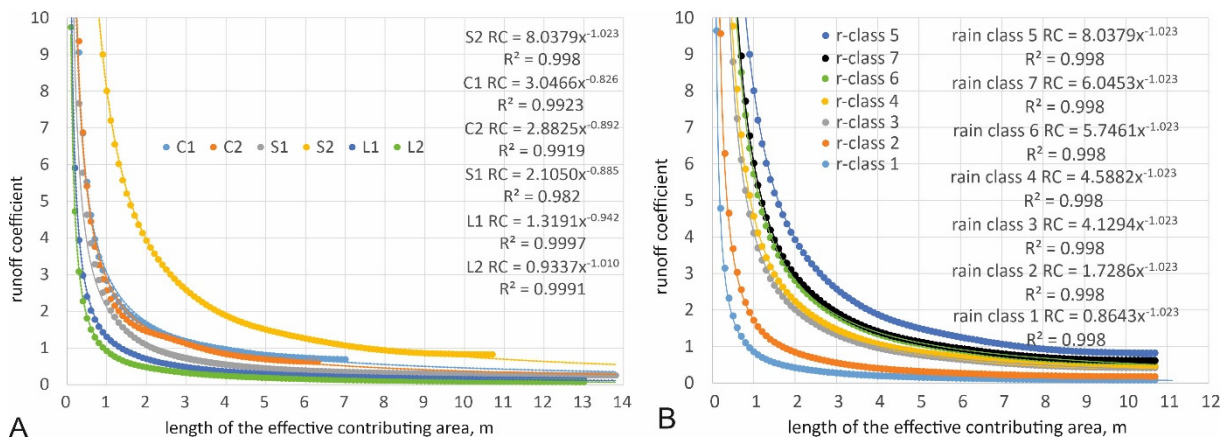 10
9
8
7
6
5
4
3
2
1
0
runoff coefficient
S2 RC = 8.0379x-1.023
R² = 0.998
C1 RC = 3.0466x-0.826
R² = 0.9923
C2 RC = 2.8825x-0.892
R² = 0.9919
S1 RC = 2.1050x-0.885
R² = 0.982
L1 RC = 1.3191x-0.942
R² = 0.9997
L2 RC = 0.9337x-1.010
R² = 0.9991
C1 C2 S1 S2 L1 L2
0 1 2 3 4 5 6 7 8 9 10 11 12 13 14
length of the effective contributing area, m
A
10
9
8
7
6
5
4
3
2
1
0
runoff coefficient
r-class 5
r-class 7
r-class 6
r-class 4
r-class 3
r-class 2
r-class 1
rain class 5 RC = 8.0379x-1.023
R² = 0.998
rain class 7 RC = 6.0453x-1.023
R² = 0.998
rain class 6 RC = 5.7461x-1.023
R² = 0.998
rain class 4 RC = 4.5882x-1.023
R² = 0.998
rain class 3 RC = 4.1294x-1.023
R² = 0.998
rain class 2 RC = 1.7286x-1.023
R² = 0.998
rain class 1 RC = 0.8643x-1.023
R² = 0.998
0 1 2 3 4 5 6 7 8 9 10 11 12
length of the effective contributing area, m
B